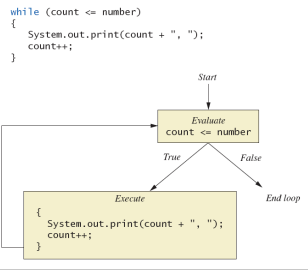 while (count <= number)
{
System.out.print(count + ", ");
count++;
}
Start
Evaluate
count <= number
True
False
End loop
Execute
{
System.out.print(count + ", ");
count++;
}